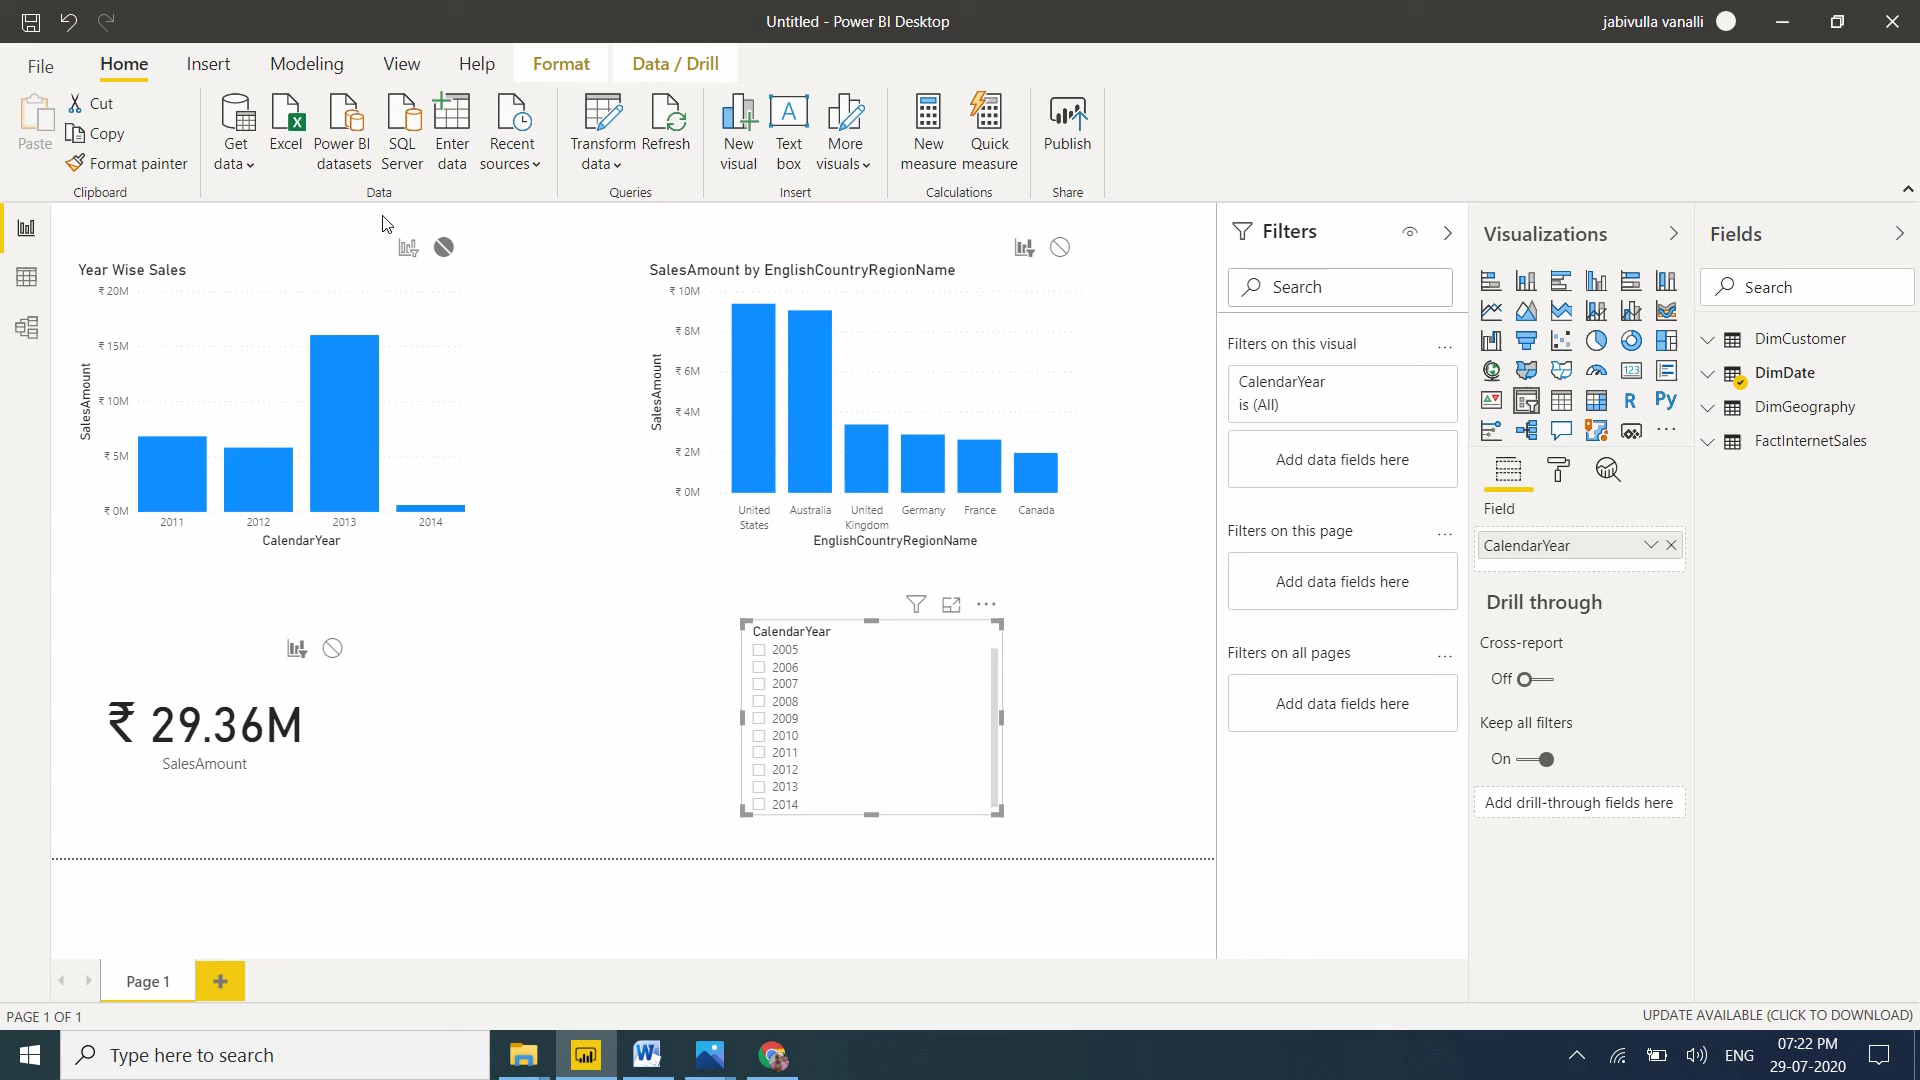 Untitled - Power BI Desktop
jabivulla vanalli
File
Home
Insert
Modeling
View
Help
Format
Data / Drill
Paste
Cut
Copy
Format painter
Clipboard
Get
data
Excel
Power BI
datasets
SQL
Server
Enter
data
Recent
sources
Data
Transform
data
Refresh
Queries
New
visual
Text
box
More
visuals
Insert
New
measure
Quick
measure
Calculations
Publish
Share
Year Wise Sales
₹ 20M
₹ 15M
₹ 10M
₹ 5M
₹ 0M
SalesAmount
2011
2012
2013
2014
CalendarYear
SalesAmount by EnglishCountryRegionName
₹ 10M
₹ 8M
₹ 6M
₹ 4M
₹ 2M
₹ 0M
SalesAmount
United
States
Australia
United
Kingdom
Germany
France
Canada
EnglishCountryRegionName
₹ 29.36M
SalesAmount
CalendarYear
2005
2006
2007
2008
2009
2010
2011
2012
2013
2014
Filters
Search
Filters on this visual
...
CalendarYear
is (All)
Add data fields here
Filters on this page
...
Add data fields here
Filters on all pages
...
Add data fields here
Visualizations
123
R
Py
...
Field
CalendarYear
Drill through
Cross-report
Off
Keep all filters
On
Add drill-through fields here
Fields
Search
DimCustomer
DimDate
DimGeography
FactInternetSales
Page 1
PAGE 1 OF 1
UPDATE AVAILABLE (CLICK TO DOWNLOAD)
Type here to search
ENG
07:22 PM
29-07-2020